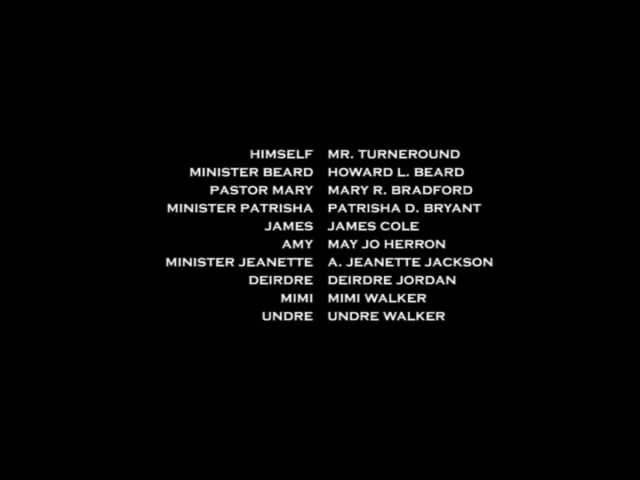 HIMSELF MR. TURNEROUND
MINISTER BEARD HOWARD L. BEARD
PASTOR MARY MARY R. BRADFORD
MINISTER PATRISHA PATRISHA D. BRYANT
JAMES JAMES COLE
AMY MAY JO HERRON
MINISTER JEANETTE A. JEANETTE JACKSON
DEIRDRE DEIRDRE JORDAN
MIMI MIMI WALKER
UNDRE UNDRE WALKER